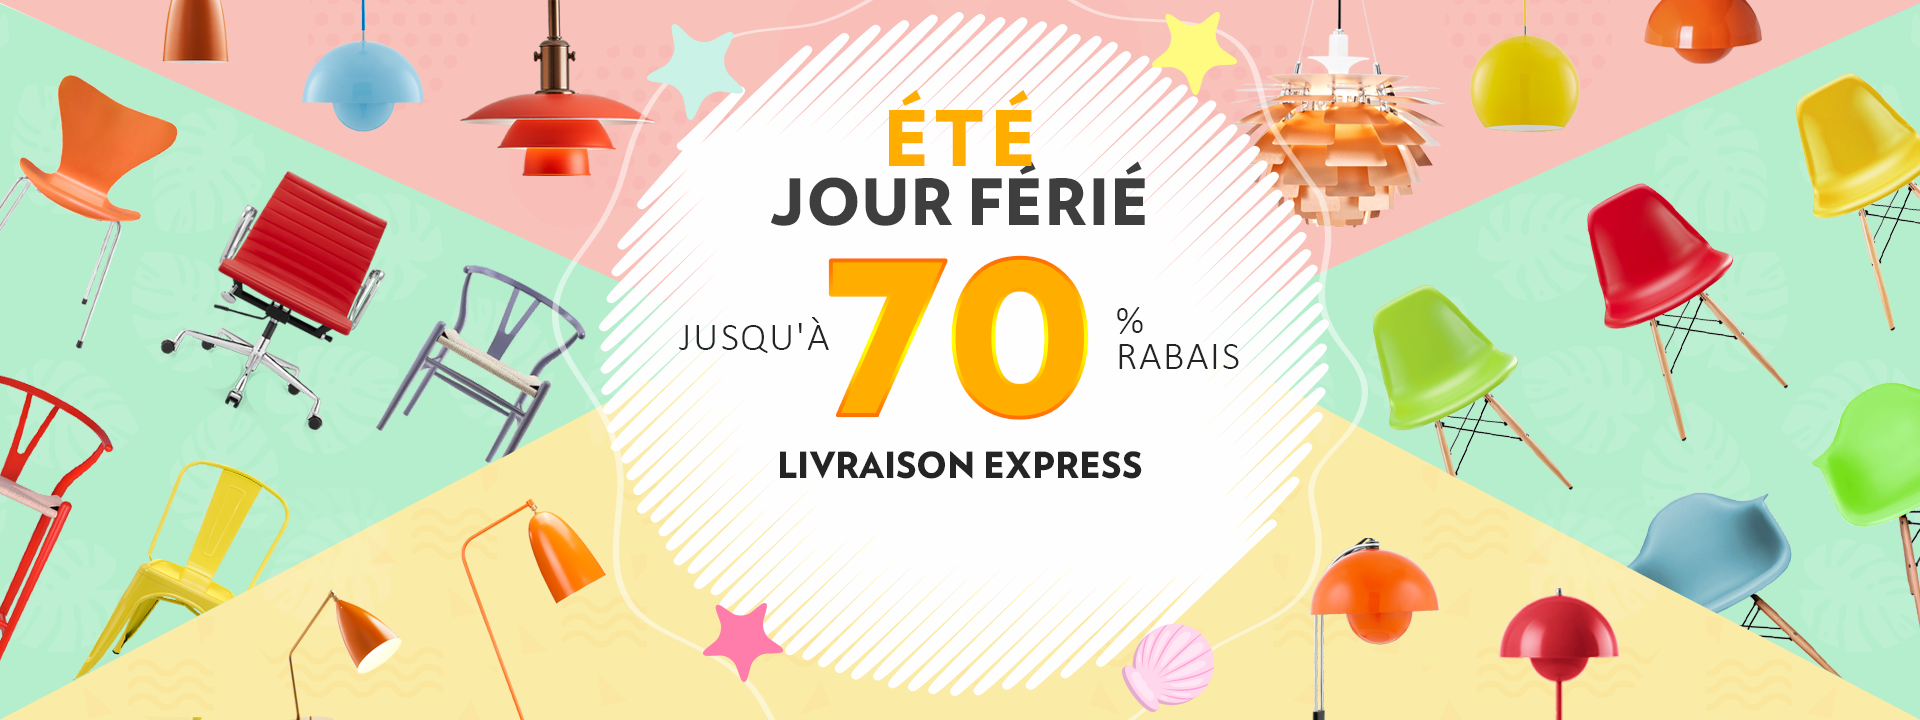 ÉTÉ
JOUR FÉRIÉ
JUSQU'À 70 %
RABAIS
LIVRAISON EXPRESS